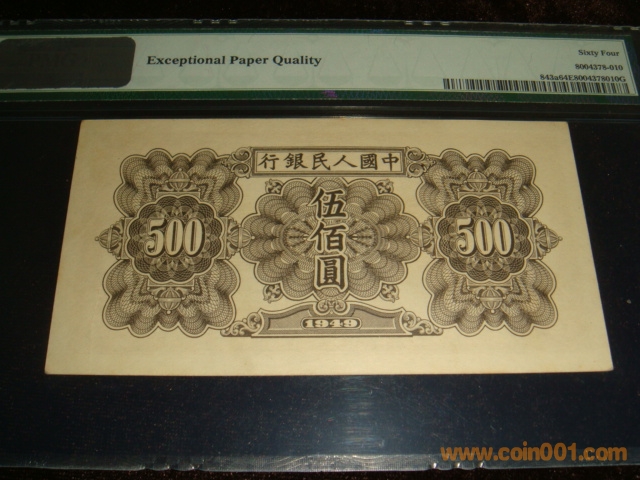 Sixty Four
Exceptional Paper Quality
8004378-010
843a64E8004378010G
行銀民人國中
500
伍佰圓
500
1949
www.coin001.com